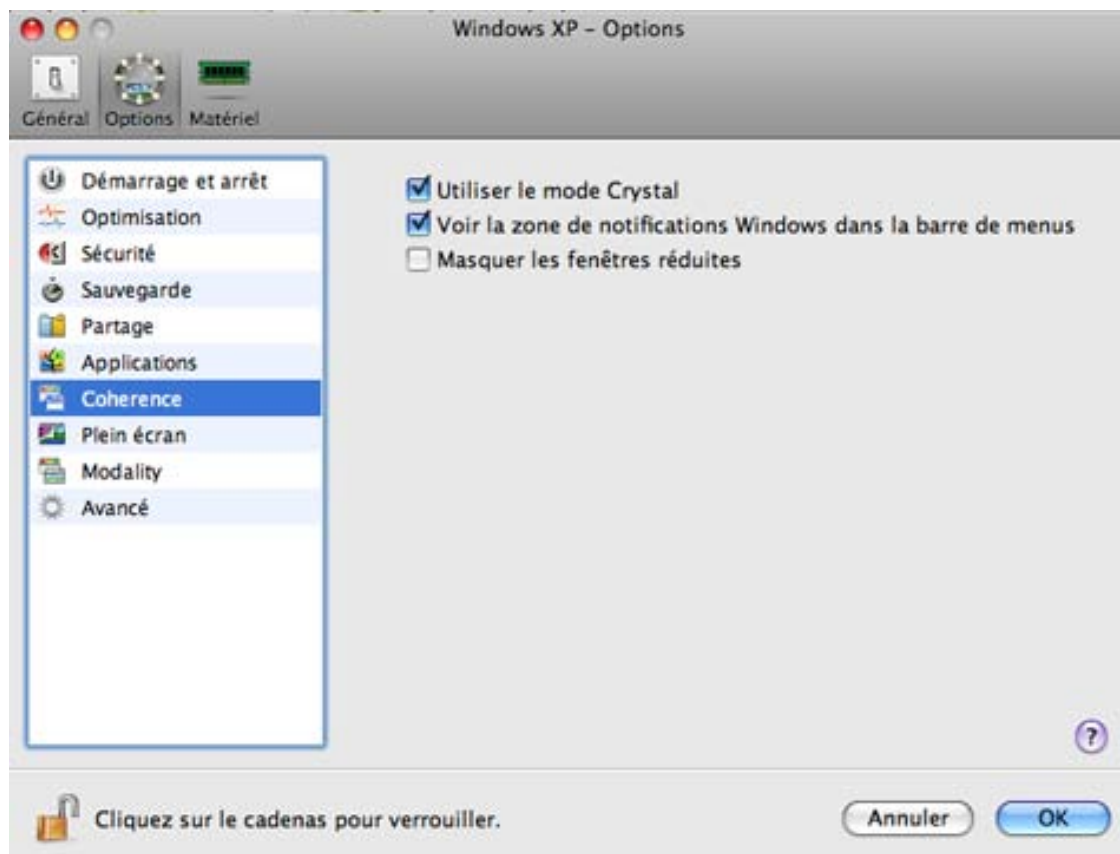 Windows XP – Options
Général Options Matériel
Démarrage et arrêt
Optimisation
Sécurité
Sauvegarde
Partage
Applications
Coherence
Plein écran
Modality
Avancé
Utiliser le mode Crystal
Voir la zone de notifications Windows dans la barre de menus
Masquer les fenêtres réduites
?
Cliquez sur le cadenas pour verrouiller.
Annuler OK